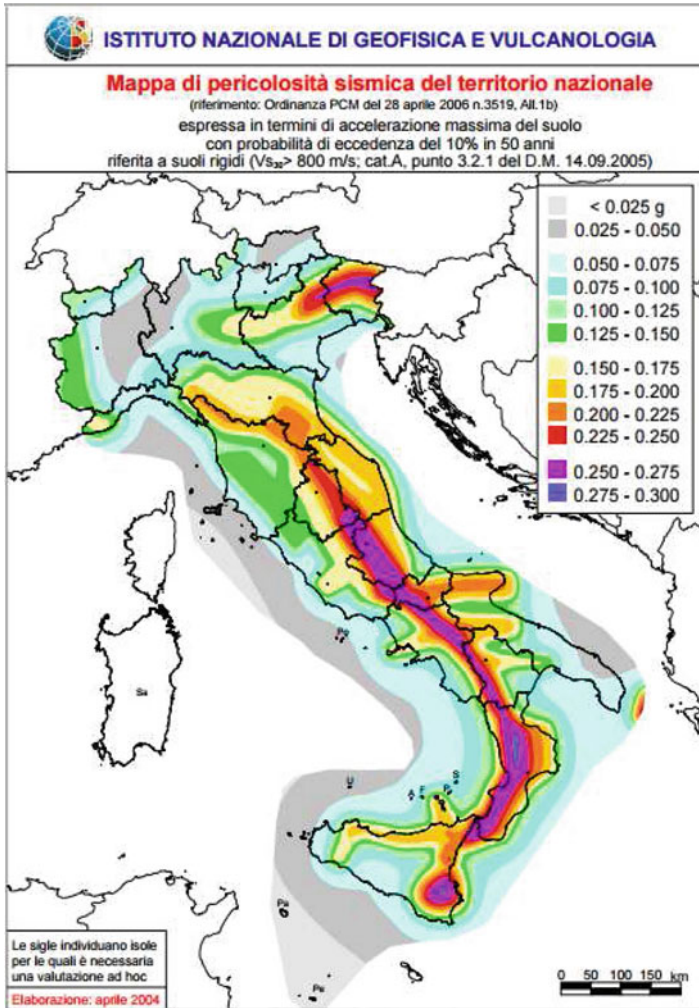 ISTITUTO NAZIONALE DI GEOFISICA E VULCANOLOGIA
Mappa di pericolosità sismica del territorio nazionale
(riferimento: Ordinanza PCM del 28 aprile 2006 n.3519, All.1b)
espressa in termini di accelerazione massima del suolo
con probabilità di eccedenza del 10% in 50 anni
riferita a suoli rigidi (Vs₃₀> 800 m/s; cat.A, punto 3.2.1 del D.M. 14.09.2005)
< 0.025 g
0.025 - 0.050
0.050 - 0.075
0.075 - 0.100
0.100 - 0.125
0.125 - 0.150
0.150 - 0.175
0.175 - 0.200
0.200 - 0.225
0.225 - 0.250
0.250 - 0.275
0.275 - 0.300
Sa
U
A
F
S
Pe
Le sigle individuano isole
per le quali è necessaria
una valutazione ad hoc
Elaborazione: aprile 2004
0 50 100 150 km